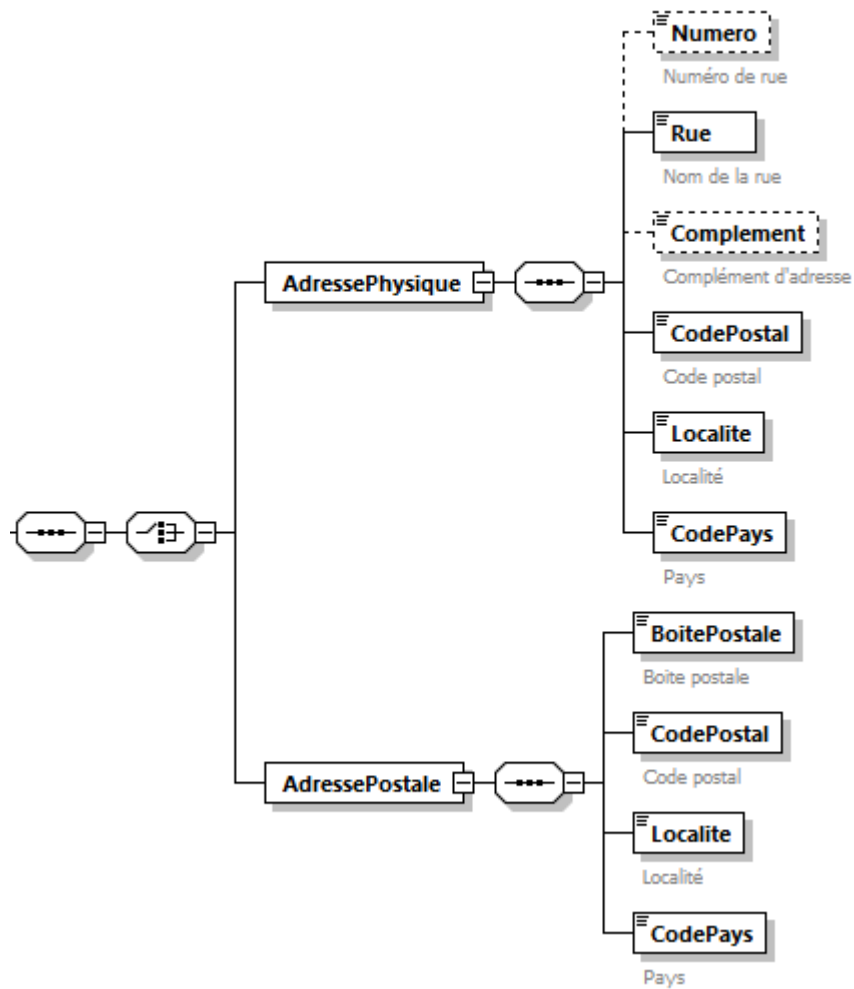 Numero
Numéro de rue
Rue
Nom de la rue
Complement
Complément d'adresse
AdressePhysique
CodePostal
Code postal
Localite
Localité
CodePays
Pays
BoitePostale
Boite postale
CodePostal
Code postal
AdressePostale
Localite
Localité
CodePays
Pays